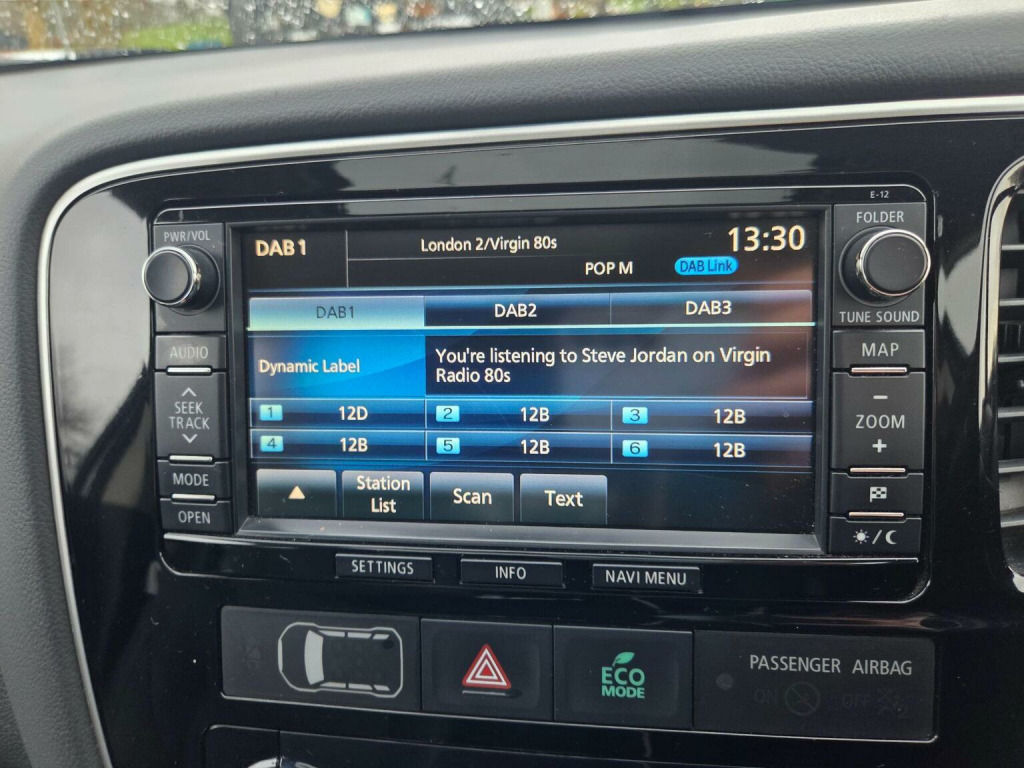 E-12
PWR/VOL
DAB1
London 2/Virgin 80s
13:30
FOLDER
POP M
DAB Link
DAB1
DAB2
DAB3
TUNE SOUND
AUDIO
Dynamic Label
You're listening to Steve Jordan on Virgin
Radio 80s
MAP
SEEK
TRACK
1 12D
2 12B
3 12B
4 12B
5 12B
6 12B
−
ZOOM
+
MODE
OPEN
Station
List
Scan
Text
SETTINGS
INFO
NAVI MENU
ECO
MODE
PASSENGER AIRBAG
ON
OFF